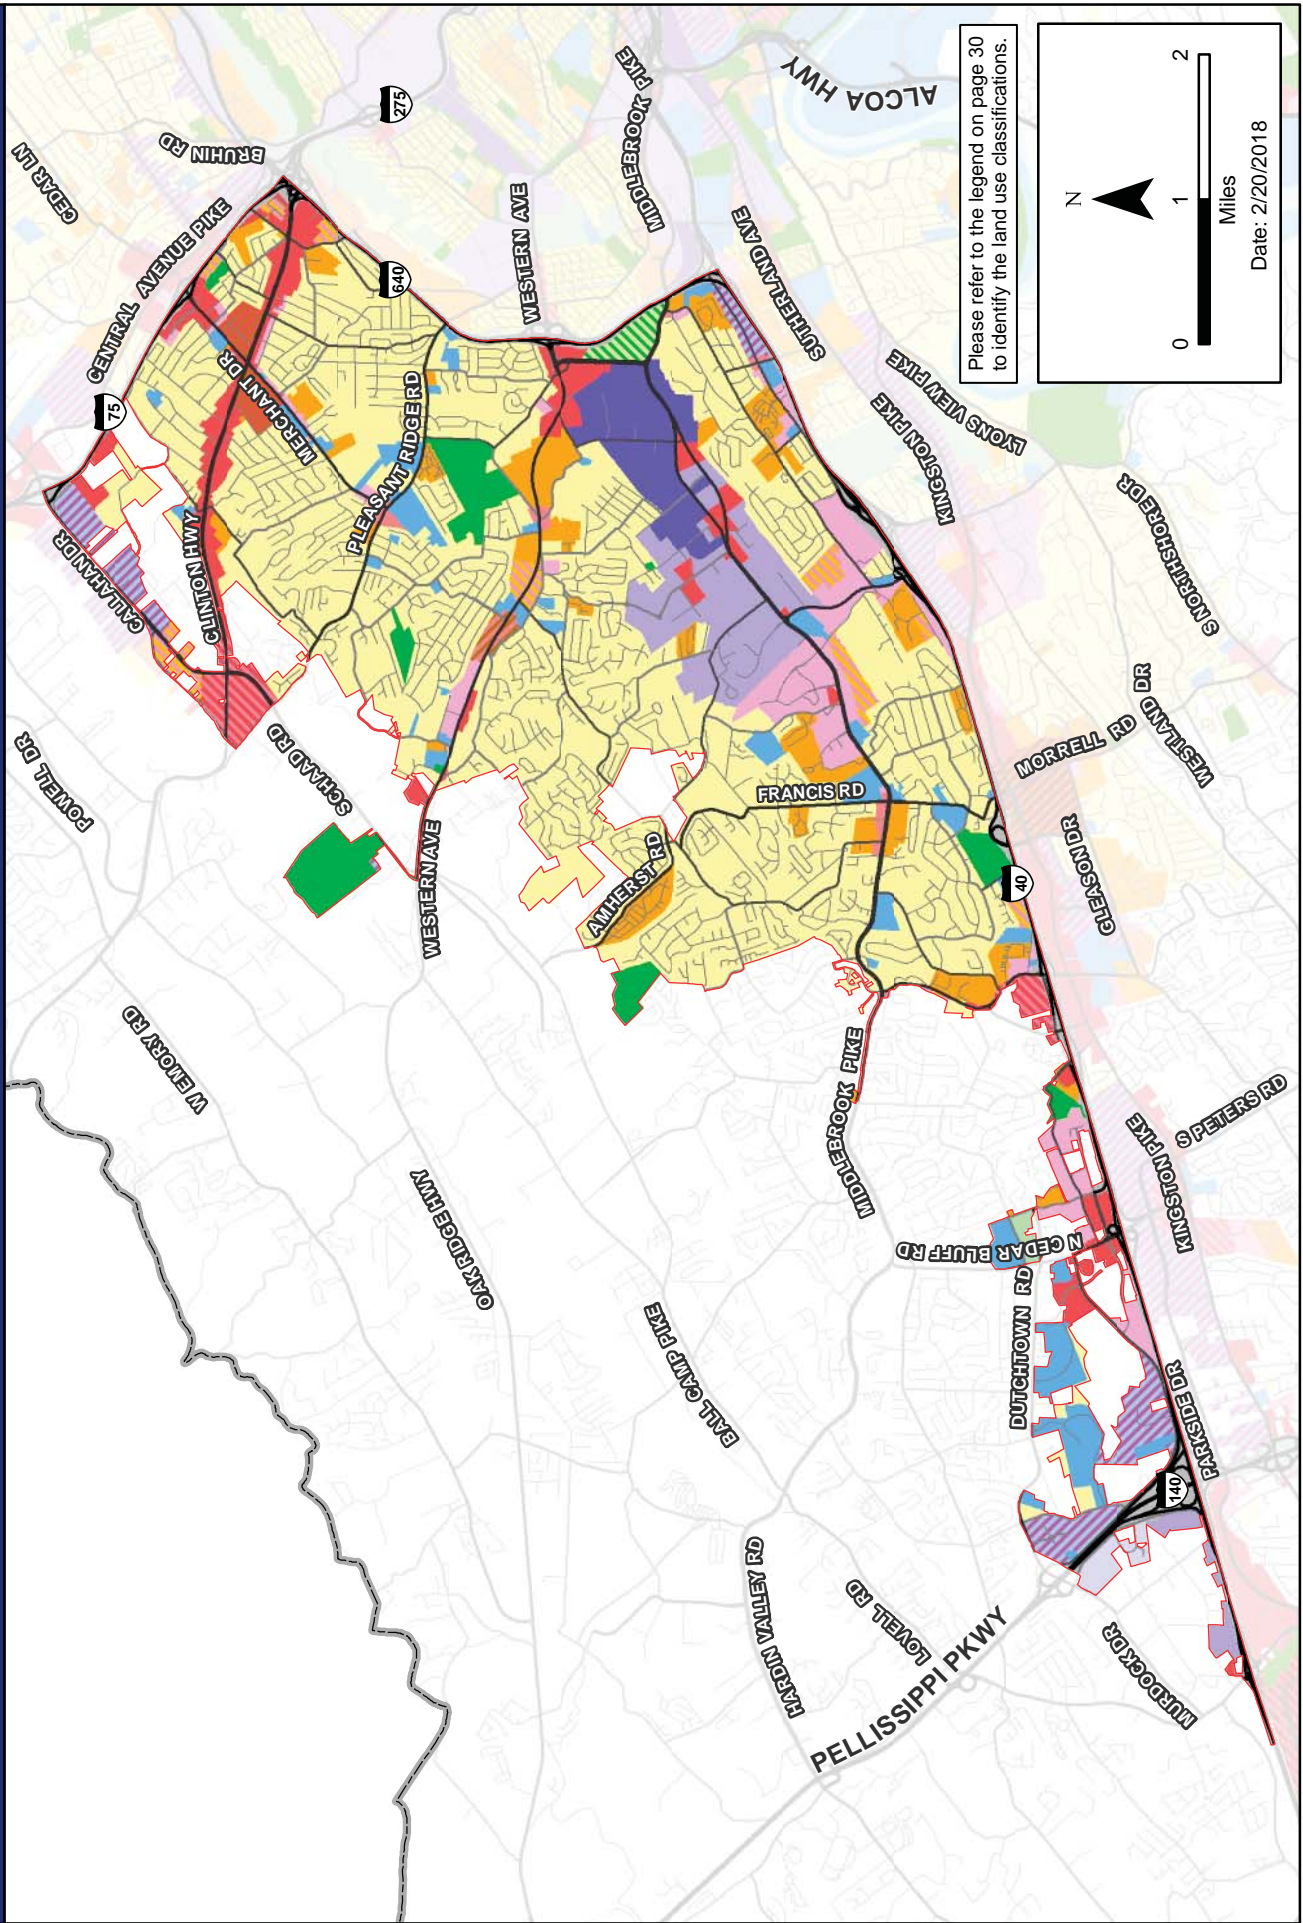 CEDAR LN
BRUHIN RD
275
CENTRAL AVENUE PIKE
75
640
MERCHANT DR
CLINTON HWY
CALLAHAN DR
PLEASANT RIDGE RD
WESTERN AVE
MIDDLEBROOK PIKE
ALCOA HWY
SUTHERLAND AVE
KINGSTON PIKE
LYONS VIEW PIKE
S NORTHSHORE DR
WESTLAND DR
MORRELL RD
GLEASON DR
POWELL DR
SCHAAD RD
WESTERN AVE
FRANCIS RD
AMHERST RD
40
W EMORY RD
OAK RIDGE HWY
MIDDLEBROOK PIKE
S PETERS RD
KINGSTON PIKE
N CEDAR BLUFF RD
DUTCHTOWN RD
BALL CAMP PIKE
PARKSIDE DR
140
HARDIN VALLEY RD
LOVELL RD
PELLISSIPPI PKWY
MURDOCK DR
Please refer to the legend on page 30
to identify the land use classifications.
N
0 1 2
Miles
Date: 2/20/2018